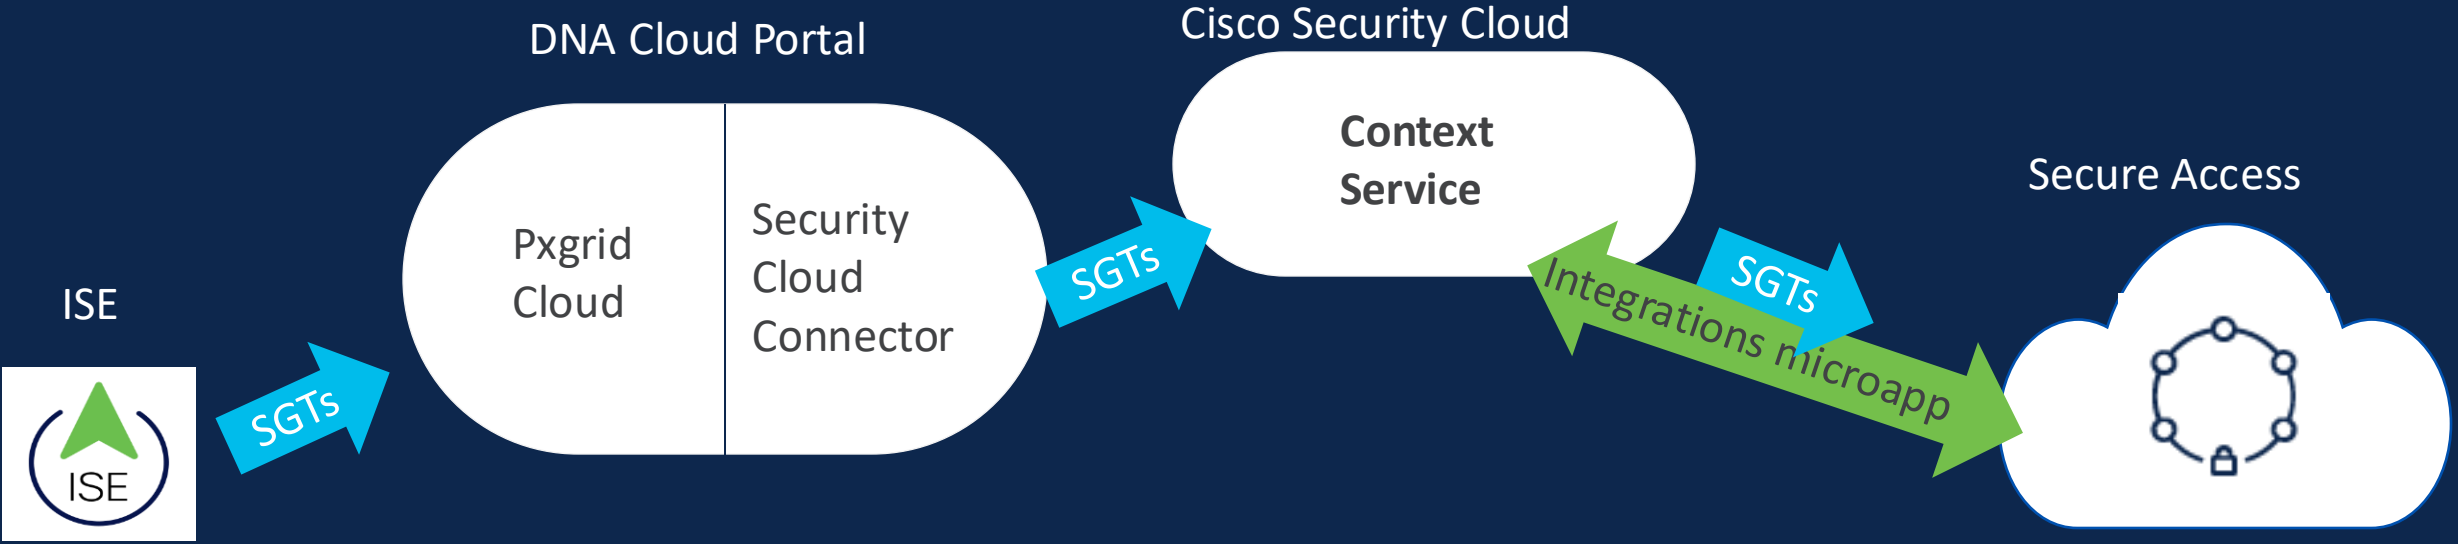 DNA Cloud Portal
Cisco Security Cloud
Context
Service
Secure Access
Pxgrid
Cloud
Security
Cloud
Connector
SGTs
SGTs
Integrations microapp
ISE
SGTs
ISE